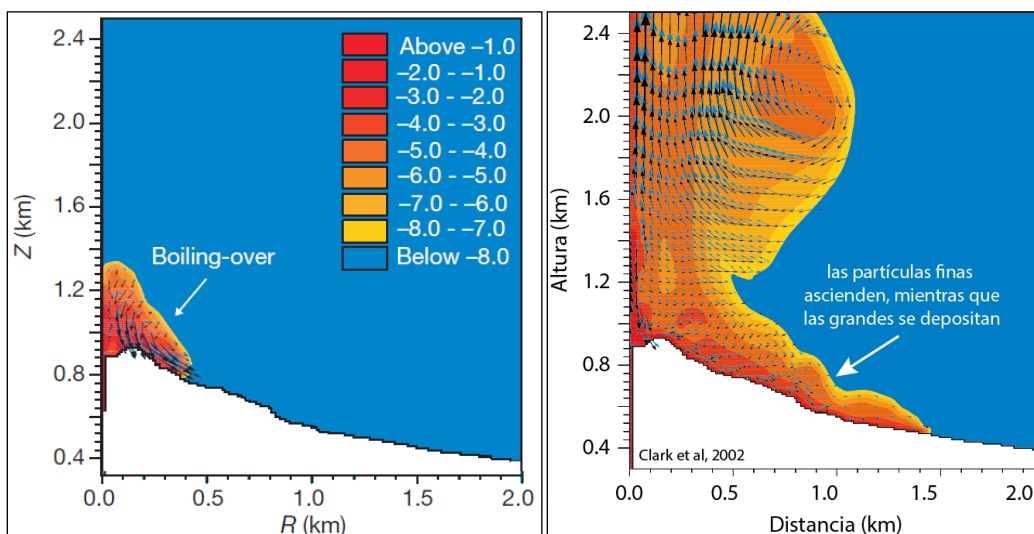 2.4
2.0
1.6
1.2
0.8
0.4
Z (km)
0.0
0.5
1.0
1.5
2.0
R (km)
Boiling-over
Above –1.0
–2.0 - –1.0
–3.0 - –2.0
–4.0 - –3.0
–5.0 - –4.0
–6.0 - –5.0
–7.0 - –6.0
–8.0 - –7.0
Below –8.0
2.4
2.0
1.6
1.2
0.8
0.4
Altura (km)
las partículas finas
ascienden, mientras que
las grandes se depositan
Clark et al, 2002
0.0
0.5
1.0
1.5
2.0
Distancia (km)